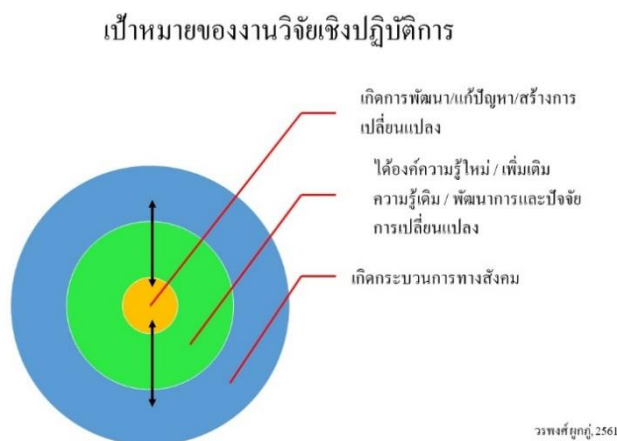 เป้าหมายของงานวิจัยเชิงปฏิบัติการ
เกิดการพัฒนา/แก้ปัญหา/สร้างการ
เปลี่ยนแปลง
ได้องค์ความรู้ใหม่ / เพิ่มเติม
ความรู้เดิม / พัฒนาการและปัจจัย
การเปลี่ยนแปลง
เกิดกระบวนการทางสังคม
วรพงศ์ ผูกภู่, 2561